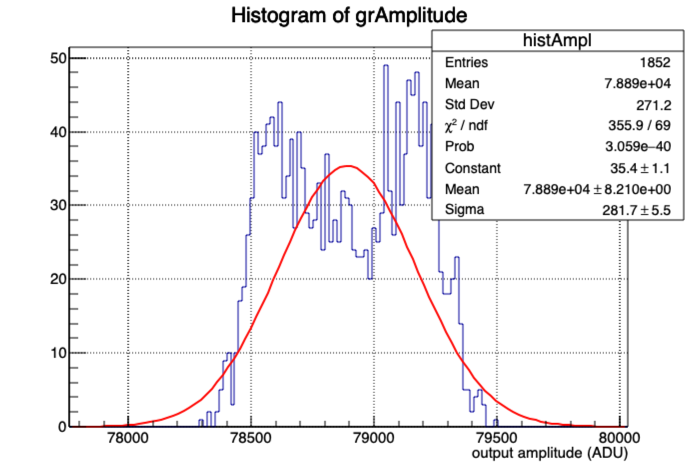 Histogram of grAmplitude
histAmpl
Entries 1852
Mean 7.889e+04
Std Dev 271.2
χ² / ndf 355.9 / 69
Prob 3.059e−40
Constant 35.4 ± 1.1
Mean 7.889e+04 ± 8.210e+00
Sigma 281.7 ± 5.5
50
40
30
20
10
0
78000 78500 79000 79500 80000
output amplitude (ADU)